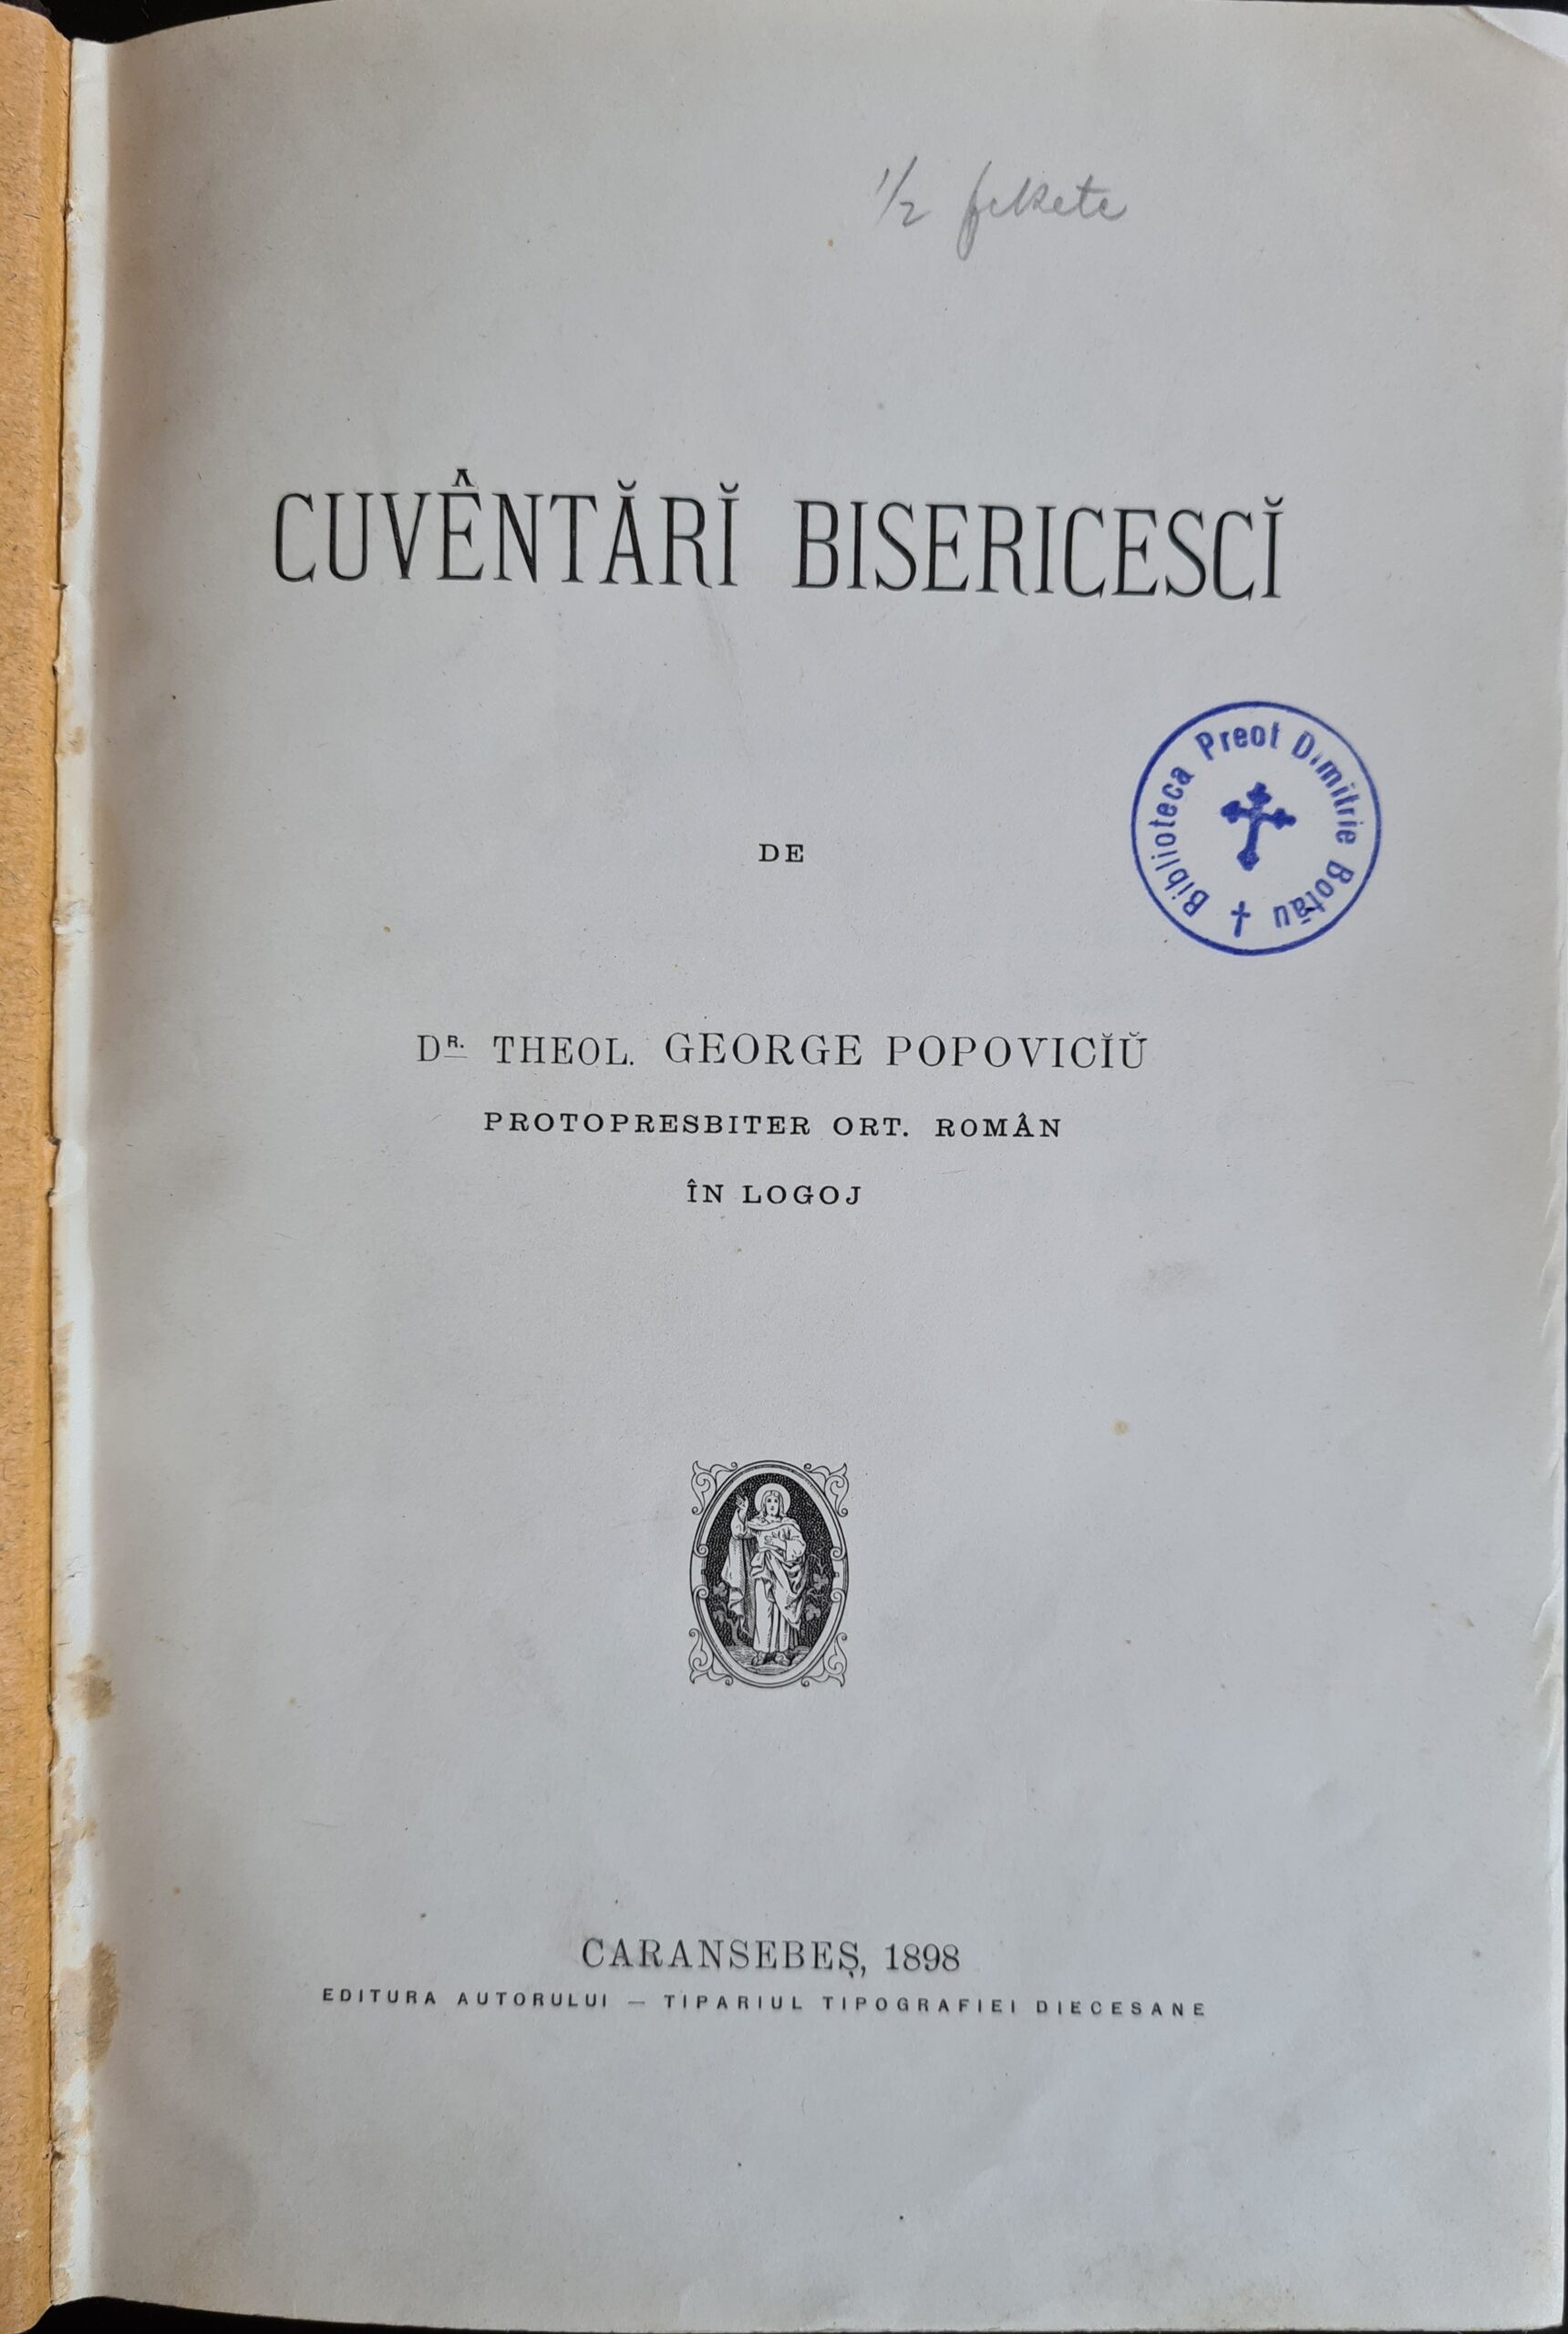 1/2 fekete
CUVÊNTĂRĬ BISERICESCĬ
Biblioteca Preot Dimitrie Botău
DE
DR. THEOL. GEORGE POPOVICĬŬ
PROTOPRESBITER ORT. ROMÂN
ÎN LOGOJ
CARANSEBEȘ, 1898
EDITURA AUTORULUI — TIPARIUL TIPOGRAFIEI DIECESANE